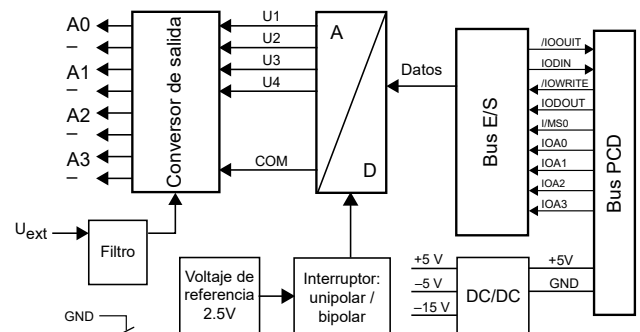 A0
–
A1
–
A2
–
A3
–
Conversor de salida
U1
U2
U3
U4
COM
A
D
Datos
Bus E/S
/IOOUIT
IODIN
/IOWRITE
IODOUT
I/MS0
IOA0
IOA1
IOA2
IOA3
Bus PCD
Uext
Filtro
Voltaje de
referencia
2.5V
Interruptor:
unipolar /
bipolar
+5 V
–5 V
–15 V
DC/DC
+5V
GND
GND